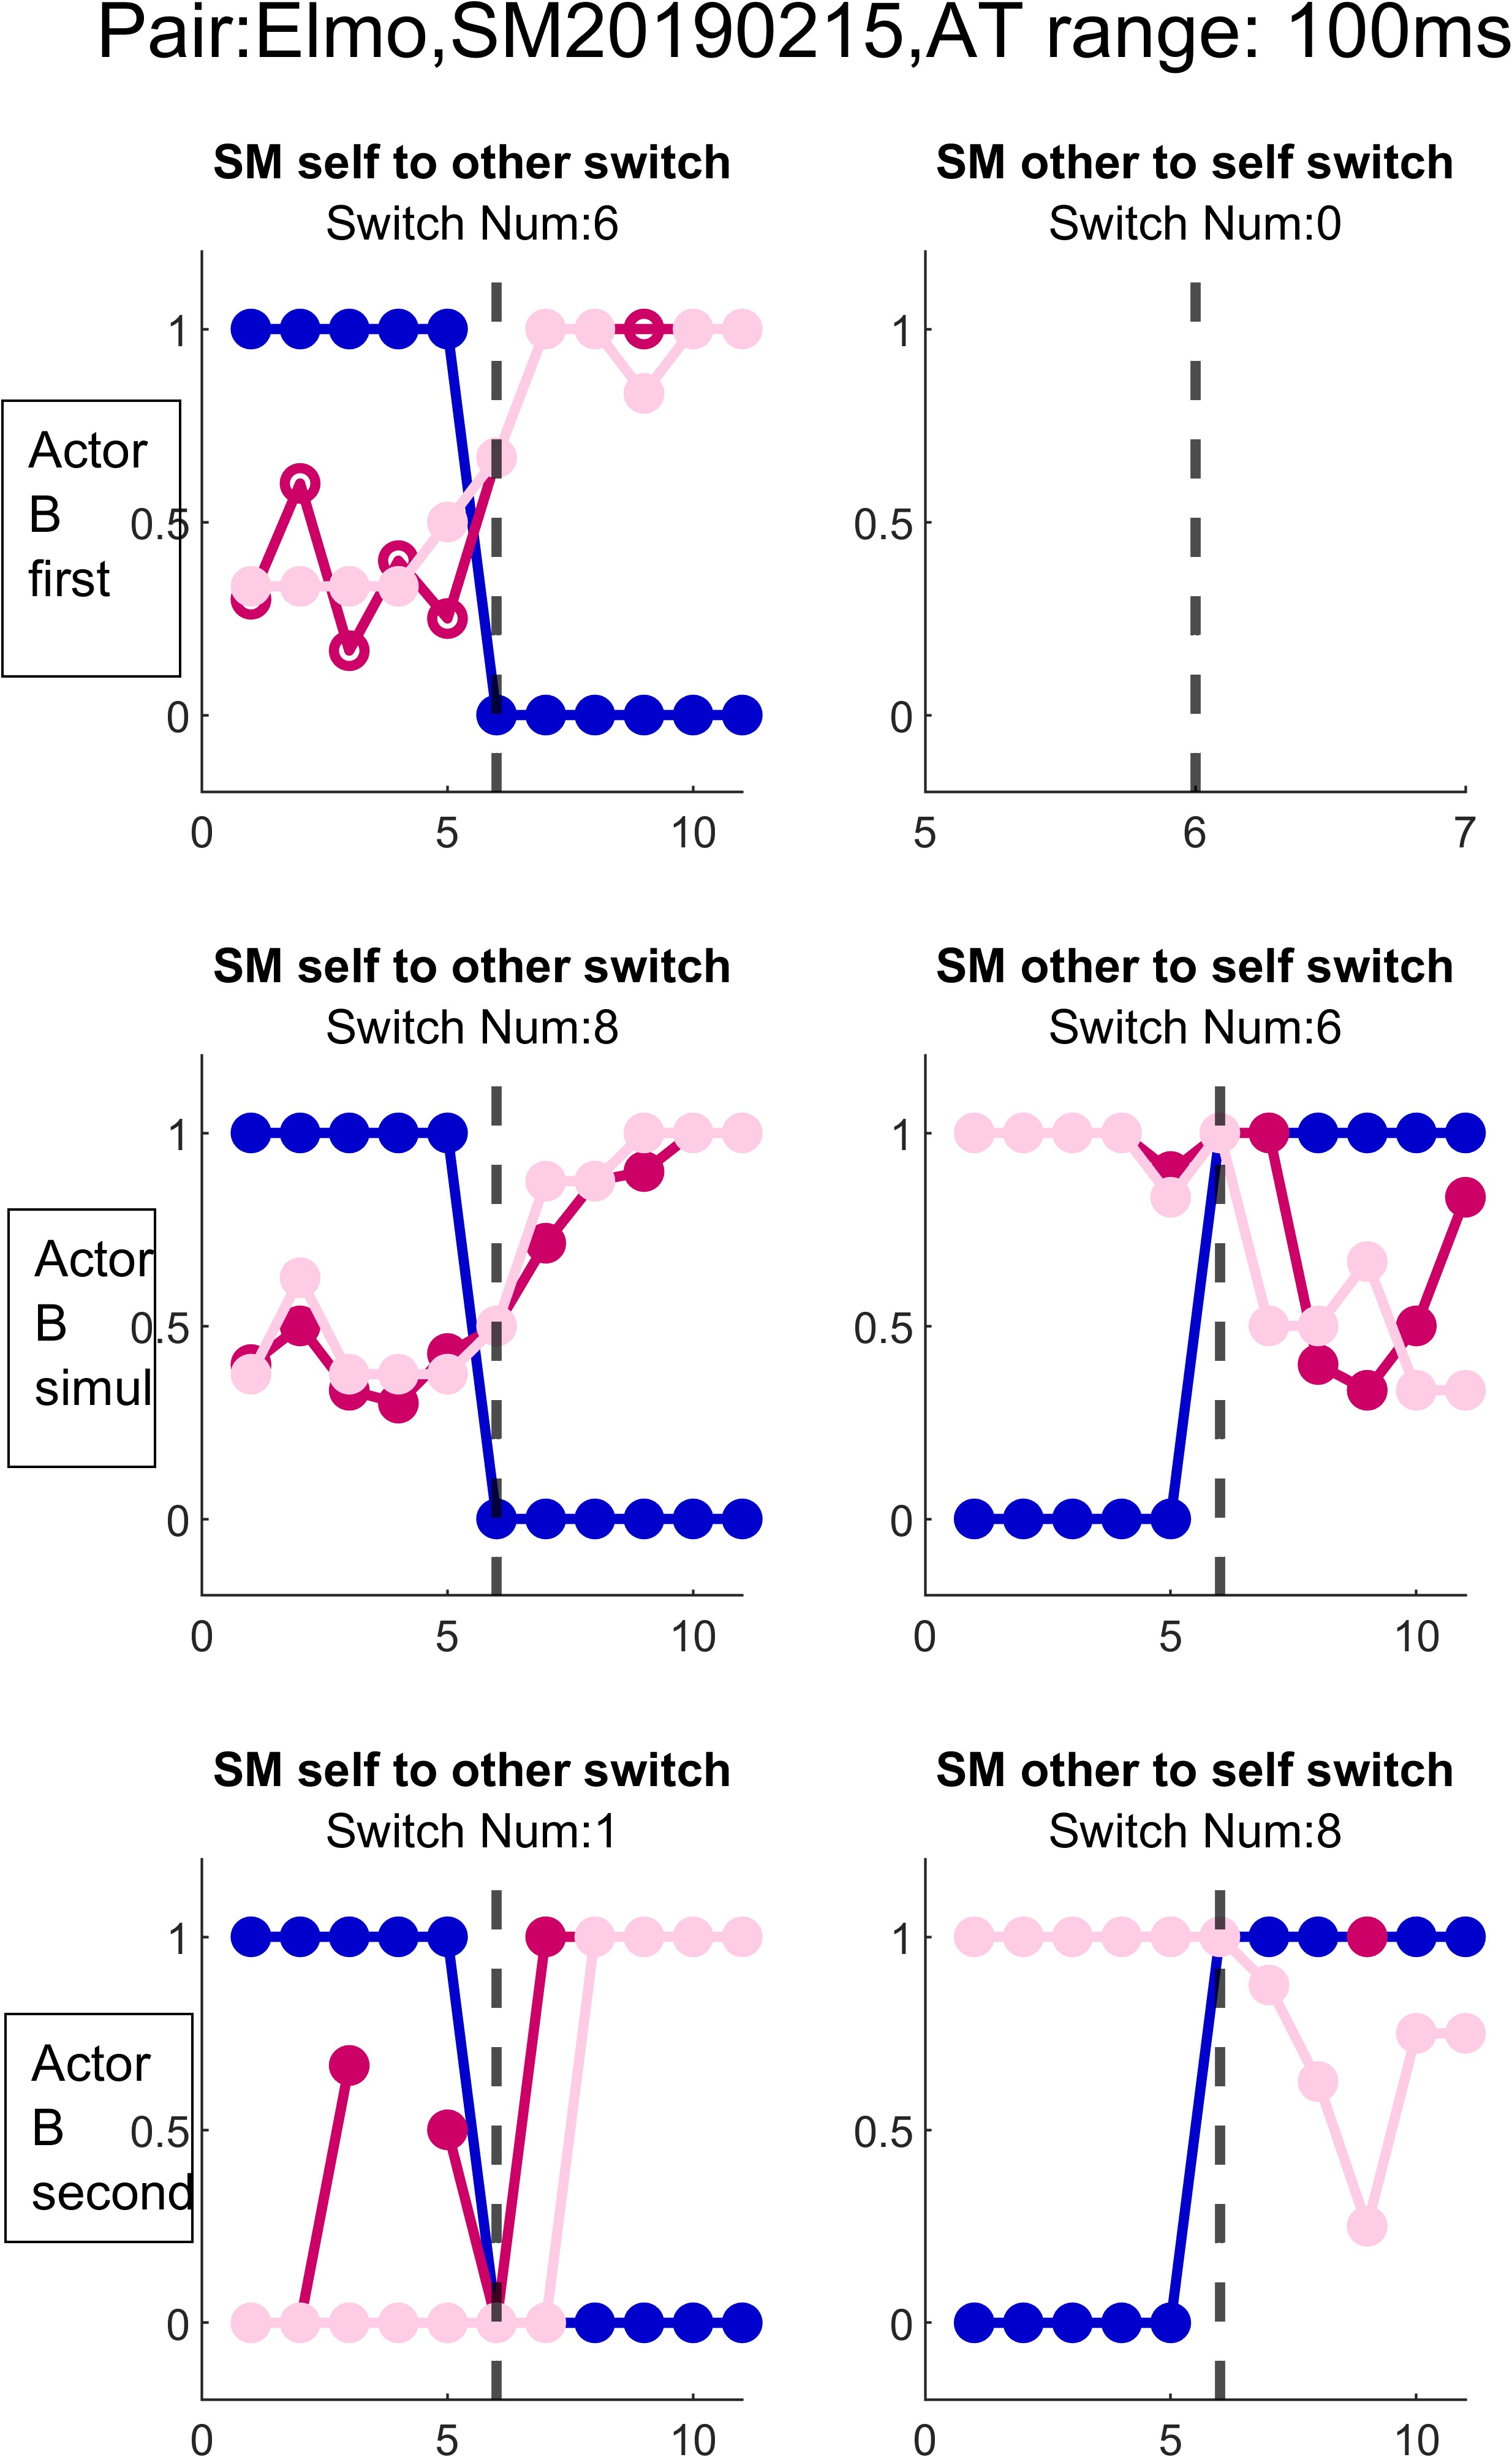 Pair:Elmo,SM20190215,AT range: 100ms
SM self to other switch
Switch Num:6
SM other to self switch
Switch Num:0
Actor
B
first
1
0.5
0
0
5
10
1
0.5
0
5
6
7
SM self to other switch
Switch Num:8
SM other to self switch
Switch Num:6
Actor
B
simul
1
0.5
0
0
5
10
1
0.5
0
0
5
10
SM self to other switch
Switch Num:1
SM other to self switch
Switch Num:8
Actor
B
second
1
0.5
0
0
5
10
1
0.5
0
0
5
10